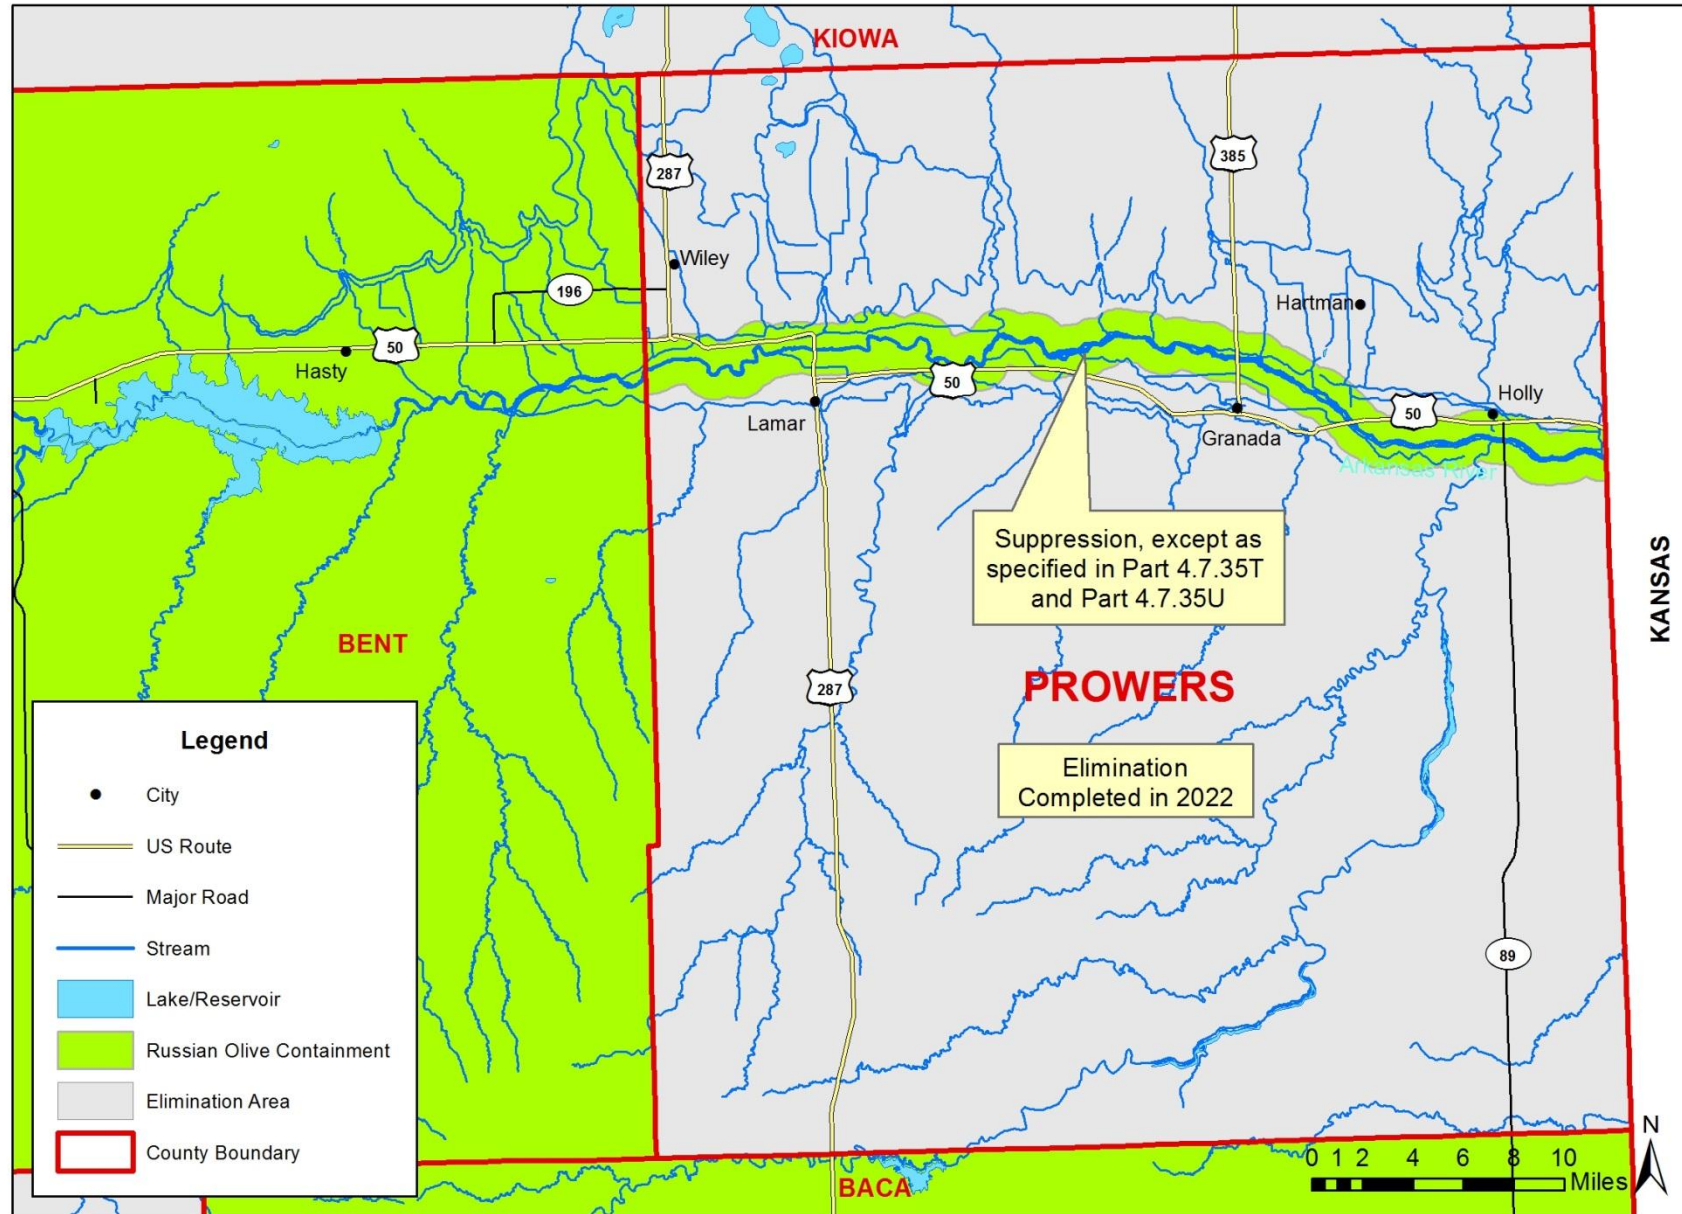 KIOWA
287
385
Wiley
196
Hartman
50
Hasty
50
50
Holly
Lamar
Granada
Arkansas River
Suppression, except as
specified in Part 4.7.35T
and Part 4.7.35U
KANSAS
BENT
287
PROWERS
Elimination
Completed in 2022
Legend
City
US Route
Major Road
Stream
Lake/Reservoir
Russian Olive Containment
Elimination Area
County Boundary
89
N
0 1 2 4 6 8 10
Miles
BACA